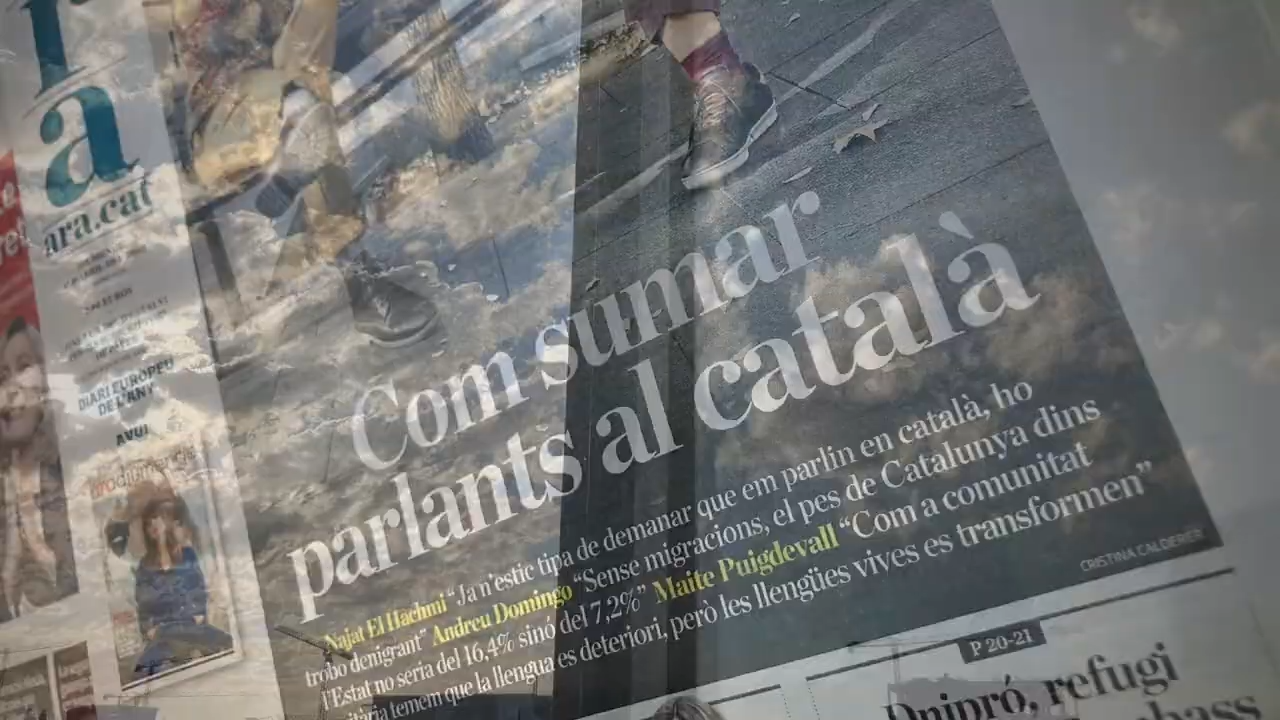 ara.cat
DIARI EUROPEU
DE L'ANY
AVUI
Com sumar
parlants al català
Najat El Hachmi “Ja n'estic tipa de demanar que em parlin en català, ho
trobo denigrant” Andreu Domingo “Sense migracions, el pes de Catalunya dins
l'Estat no seria del 16,4% sinó del 7,2%” Maite Puigdevall “Com a comunitat
temem que la llengua es deteriori, però les llengües vives es transformen”
CRISTINA CALDERER
P 20-21
Dnipró, refugi